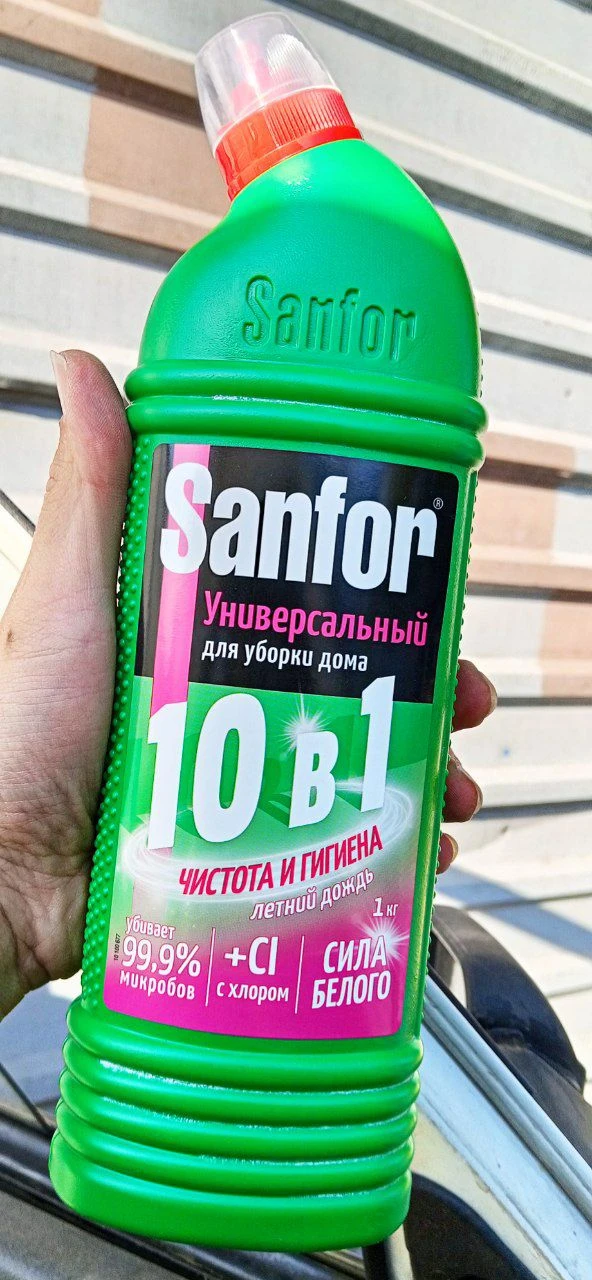 Sanfor
Sanfor®
Универсальный
для уборки дома
10 в 1
ЧИСТОТА И ГИГИЕНА
летний дождь
1 кг
убивает
99,9%
микробов
+Cl
с хлором
СИЛА
БЕЛОГО